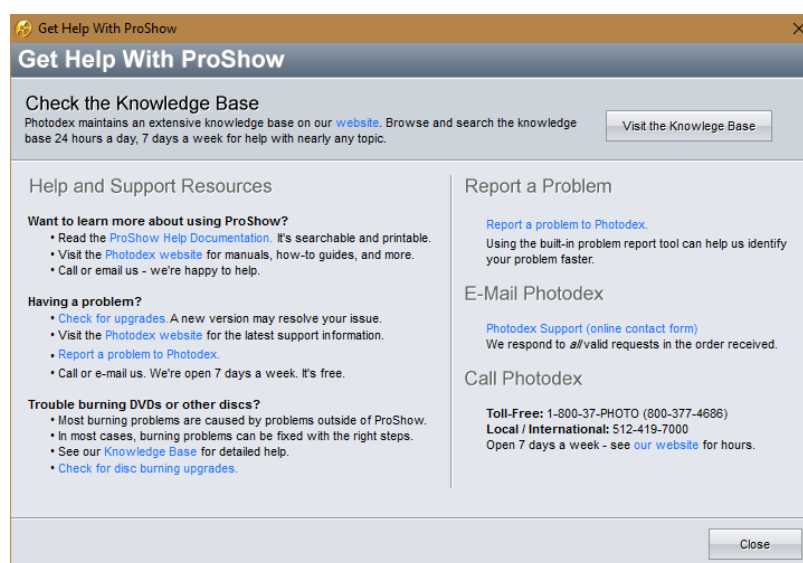 Get Help With ProShow
Get Help With ProShow
Check the Knowledge Base
Photodex maintains an extensive knowledge base on our website. Browse and search the knowledge
base 24 hours a day, 7 days a week for help with nearly any topic.
Visit the Knowlege Base
Help and Support Resources
Want to learn more about using ProShow?
• Read the ProShow Help Documentation. It's searchable and printable.
• Visit the Photodex website for manuals, how-to guides, and more.
• Call or email us - we're happy to help.
Having a problem?
• Check for upgrades. A new version may resolve your issue.
• Visit the Photodex website for the latest support information.
• Report a problem to Photodex.
• Call or e-mail us. We're open 7 days a week. It's free.
Trouble burning DVDs or other discs?
• Most burning problems are caused by problems outside of ProShow.
• In most cases, burning problems can be fixed with the right steps.
• See our Knowledge Base for detailed help.
• Check for disc burning upgrades.
Report a Problem
Report a problem to Photodex.
Using the built-in problem report tool can help us identify
your problem faster.
E-Mail Photodex
Photodex Support (online contact form)
We respond to all valid requests in the order received.
Call Photodex
Toll-Free: 1-800-37-PHOTO (800-377-4686)
Local / International: 512-419-7000
Open 7 days a week - see our website for hours.
Close